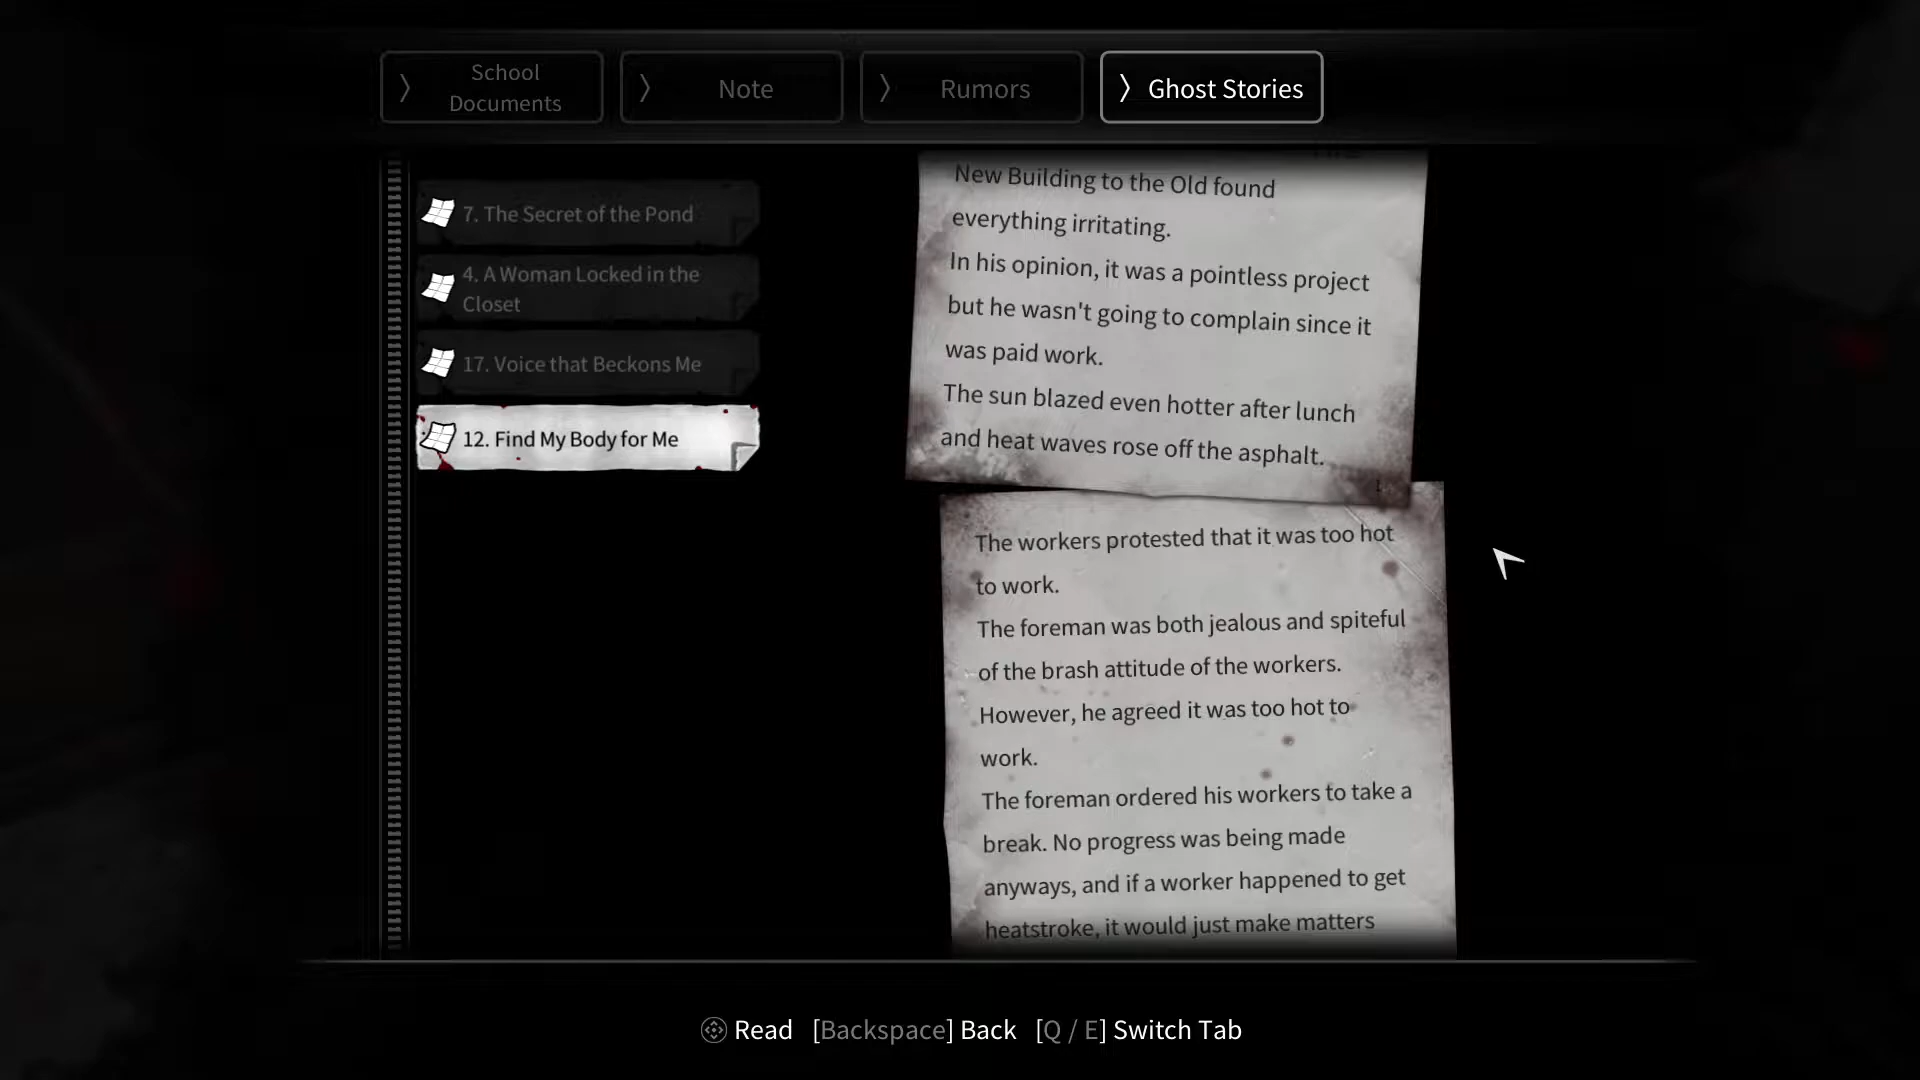 School
Documents
Note
Rumors
Ghost Stories
7. The Secret of the Pond
4. A Woman Locked in the
Closet
17. Voice that Beckons Me
12. Find My Body for Me
New Building to the Old found
everything irritating.
In his opinion, it was a pointless project
but he wasn't going to complain since it
was paid work.
The sun blazed even hotter after lunch
and heat waves rose off the asphalt.
The workers protested that it was too hot
to work.
The foreman was both jealous and spiteful
of the brash attitude of the workers.
However, he agreed it was too hot to
work.
The foreman ordered his workers to take a
break. No progress was being made
anyways, and if a worker happened to get
heatstroke, it would just make matters
Read [Backspace] Back [Q / E] Switch Tab